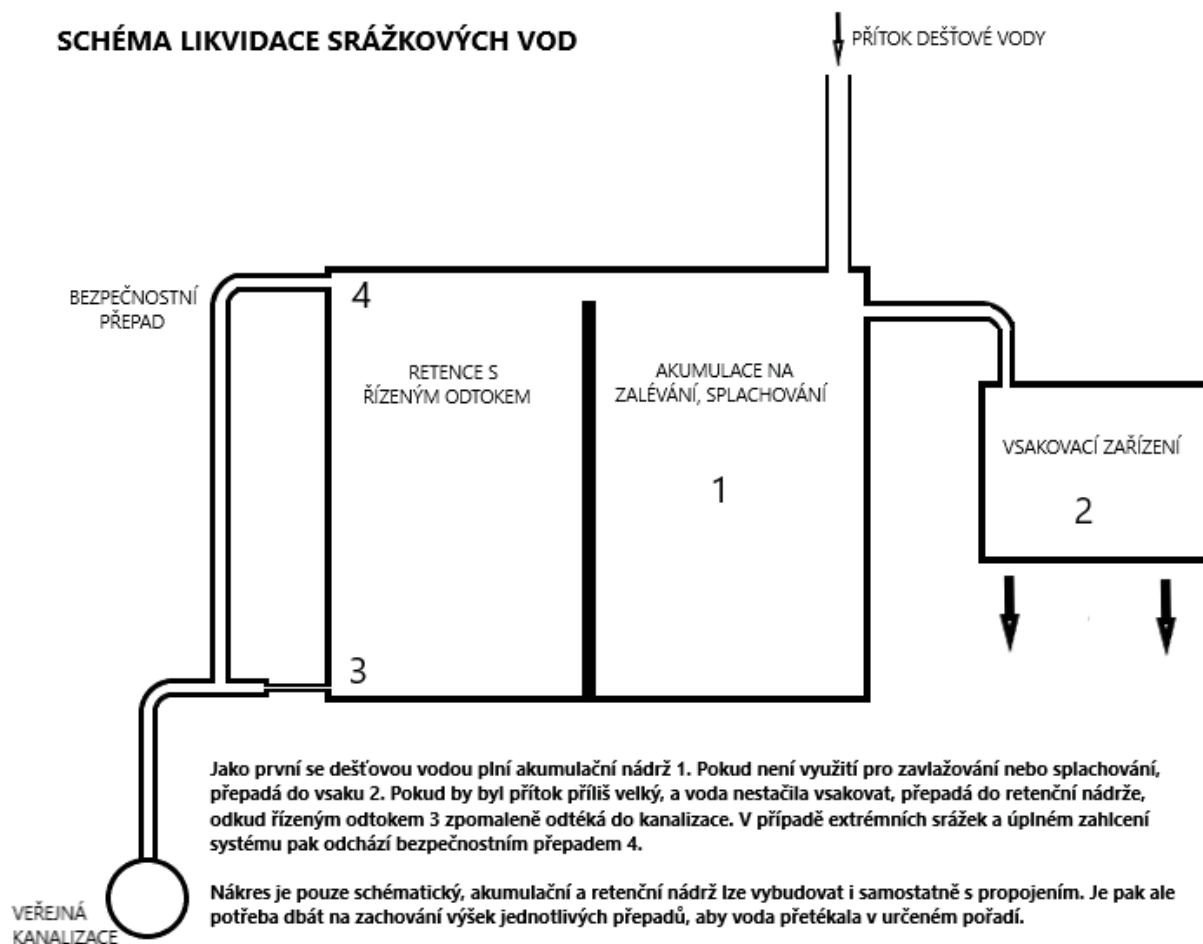 SCHÉMA LIKVIDACE SRÁŽKOVÝCH VOD
PŘÍTOK DEŠŤOVÉ VODY
BEZPEČNOSTNÍ
PŘEPAD
4
RETENCE S
ŘÍZENÝM ODTOKEM
AKUMULACE NA
ZALÉVÁNÍ, SPLACHOVÁNÍ
1
VSAKOVACÍ ZAŘÍZENÍ
2
3
Jako první se dešťovou vodou plní akumulační nádrž 1. Pokud není využití pro zavlažování nebo splachování,
přepadá do vsaku 2. Pokud by byl přítok příliš velký, a voda nestačila vsakovat, přepadá do retenční nádrže,
odkud řízeným odtokem 3 zpomaleně odtéká do kanalizace. V případě extrémních srážek a úplném zahlcení
systému pak odchází bezpečnostním přepadem 4.
Nákres je pouze schématický, akumulační a retenční nádrž lze vybudovat i samostatně s propojením. Je pak ale
potřeba dbát na zachování výšek jednotlivých přepadů, aby voda přetékala v určeném pořadí.
VEŘEJNÁ
KANALIZACE